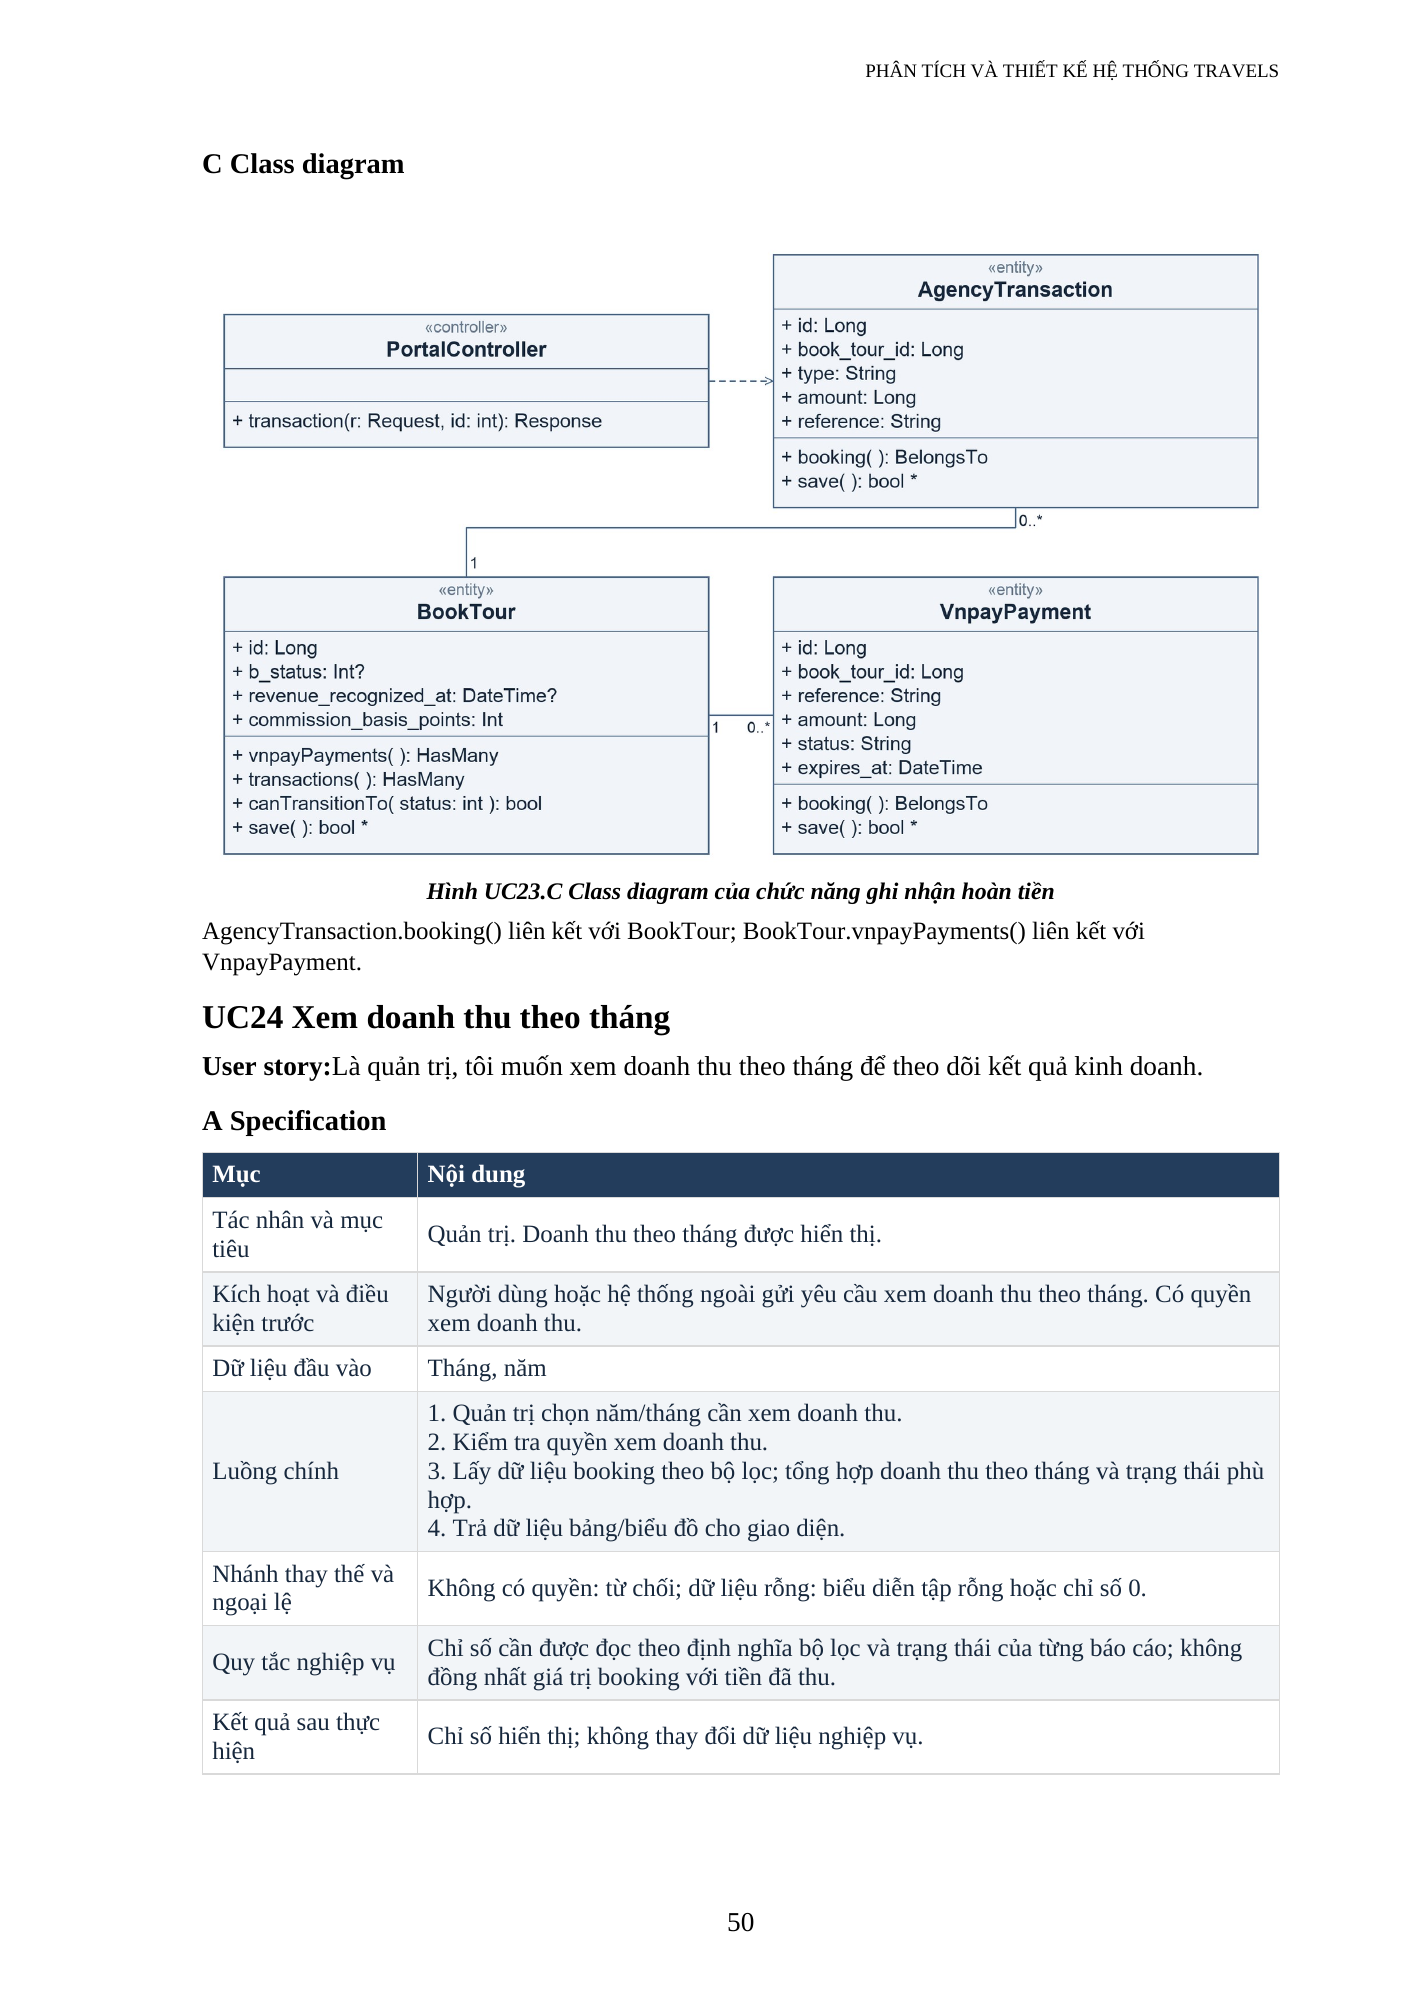 PHÂN TÍCH VÀ THIẾT KẾ HỆ THỐNG TRAVELS
C Class diagram
«controller»
PortalController
+ transaction(r: Request, id: int): Response
«entity»
AgencyTransaction
+ id: Long
+ book_tour_id: Long
+ type: String
+ amount: Long
+ reference: String
+ booking( ): BelongsTo
+ save( ): bool *
0..*
1
«entity»
BookTour
+ id: Long
+ b_status: Int?
+ revenue_recognized_at: DateTime?
+ commission_basis_points: Int
+ vnpayPayments( ): HasMany
+ transactions( ): HasMany
+ canTransitionTo( status: int ): bool
+ save( ): bool *
1 0..*
«entity»
VnpayPayment
+ id: Long
+ book_tour_id: Long
+ reference: String
+ amount: Long
+ status: String
+ expires_at: DateTime
+ booking( ): BelongsTo
+ save( ): bool *
Hình UC23.C Class diagram của chức năng ghi nhận hoàn tiền
AgencyTransaction.booking() liên kết với BookTour; BookTour.vnpayPayments() liên kết với
VnpayPayment.
UC24 Xem doanh thu theo tháng
User story:Là quản trị, tôi muốn xem doanh thu theo tháng để theo dõi kết quả kinh doanh.
A Specification
Mục Nội dung
Tác nhân và mục
tiêu
Quản trị. Doanh thu theo tháng được hiển thị.
Kích hoạt và điều
kiện trước
Người dùng hoặc hệ thống ngoài gửi yêu cầu xem doanh thu theo tháng. Có quyền
xem doanh thu.
Dữ liệu đầu vào Tháng, năm
Luồng chính
1. Quản trị chọn năm/tháng cần xem doanh thu.
2. Kiểm tra quyền xem doanh thu.
3. Lấy dữ liệu booking theo bộ lọc; tổng hợp doanh thu theo tháng và trạng thái phù
hợp.
4. Trả dữ liệu bảng/biểu đồ cho giao diện.
Nhánh thay thế và
ngoại lệ
Không có quyền: từ chối; dữ liệu rỗng: biểu diễn tập rỗng hoặc chỉ số 0.
Quy tắc nghiệp vụ
Chỉ số cần được đọc theo định nghĩa bộ lọc và trạng thái của từng báo cáo; không
đồng nhất giá trị booking với tiền đã thu.
Kết quả sau thực
hiện
Chỉ số hiển thị; không thay đổi dữ liệu nghiệp vụ.
50